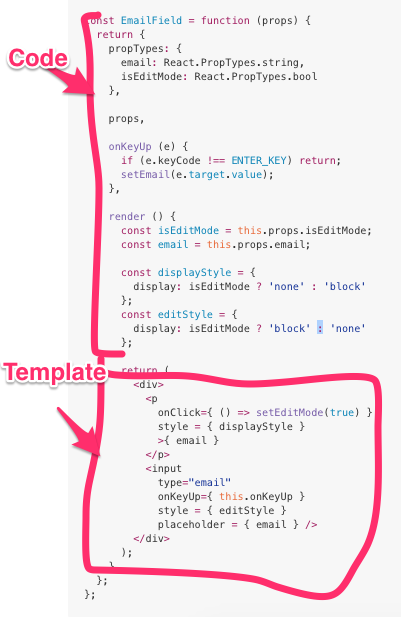 const EmailField = function (props) {
return {
propTypes: {
email: React.PropTypes.string,
isEditMode: React.PropTypes.bool
},
props,
onKeyUp (e) {
if (e.keyCode !== ENTER_KEY) return;
setEmail(e.target.value);
},
render () {
const isEditMode = this.props.isEditMode;
const email = this.props.email;
const displayStyle = {
display: isEditMode ? 'none' : 'block'
};
const editStyle = {
display: isEditMode ? 'block' : 'none'
};
return (
<div>
<p
onClick={ () => setEditMode(true) }
style = { displayStyle }
>{ email }
</p>
<input
type="email"
onKeyUp={ this.onKeyUp }
style = { editStyle }
placeholder = { email } />
</div>
);
}
};
};
Code
Template